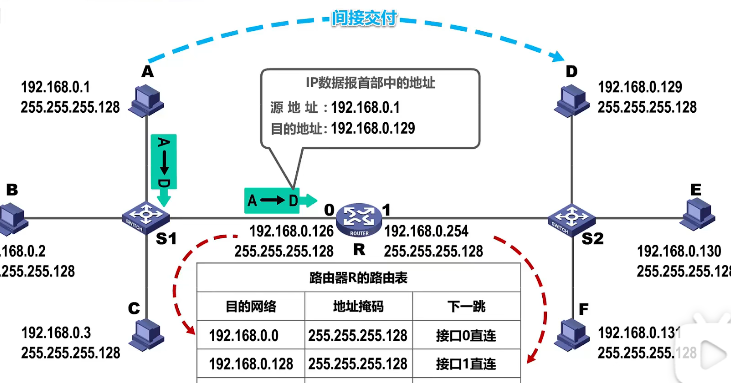 间接交付
A
192.168.0.1
255.255.255.128
IP数据报首部中的地址
源 地 址 : 192.168.0.1
目的地址: 192.168.0.129
D
192.168.0.129
255.255.255.128
A → D
A → D
B
.168.0.2
255.255.128
S1
0
1
ROUTER
R
192.168.0.126
255.255.255.128
192.168.0.254
255.255.255.128
S2
E
192.168.0.130
255.255.255.128
C
192.168.0.3
255.255.255.128
F
192.168.0.131
255.255.255.128
路由器R的路由表
目的网络 地址掩码 下一跳
192.168.0.0 255.255.255.128 接口0直连
192.168.0.128 255.255.255.128 接口1直连